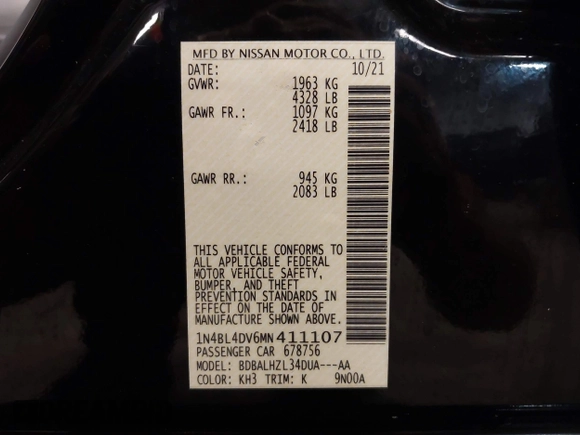 MFD BY NISSAN MOTOR CO., LTD.
DATE: 10/21
GVWR: 1963 KG
4328 LB
GAWR FR.: 1097 KG
2418 LB
GAWR RR.: 945 KG
2083 LB
THIS VEHICLE CONFORMS TO
ALL APPLICABLE FEDERAL
MOTOR VEHICLE SAFETY,
BUMPER, AND THEFT
PREVENTION STANDARDS IN
EFFECT ON THE DATE OF
MANUFACTURE SHOWN ABOVE.
1N4BL4DV6MN411107
PASSENGER CAR 678756
MODEL: BDBALHZL34DUA---AA
COLOR: KH3 TRIM: K 9N00A